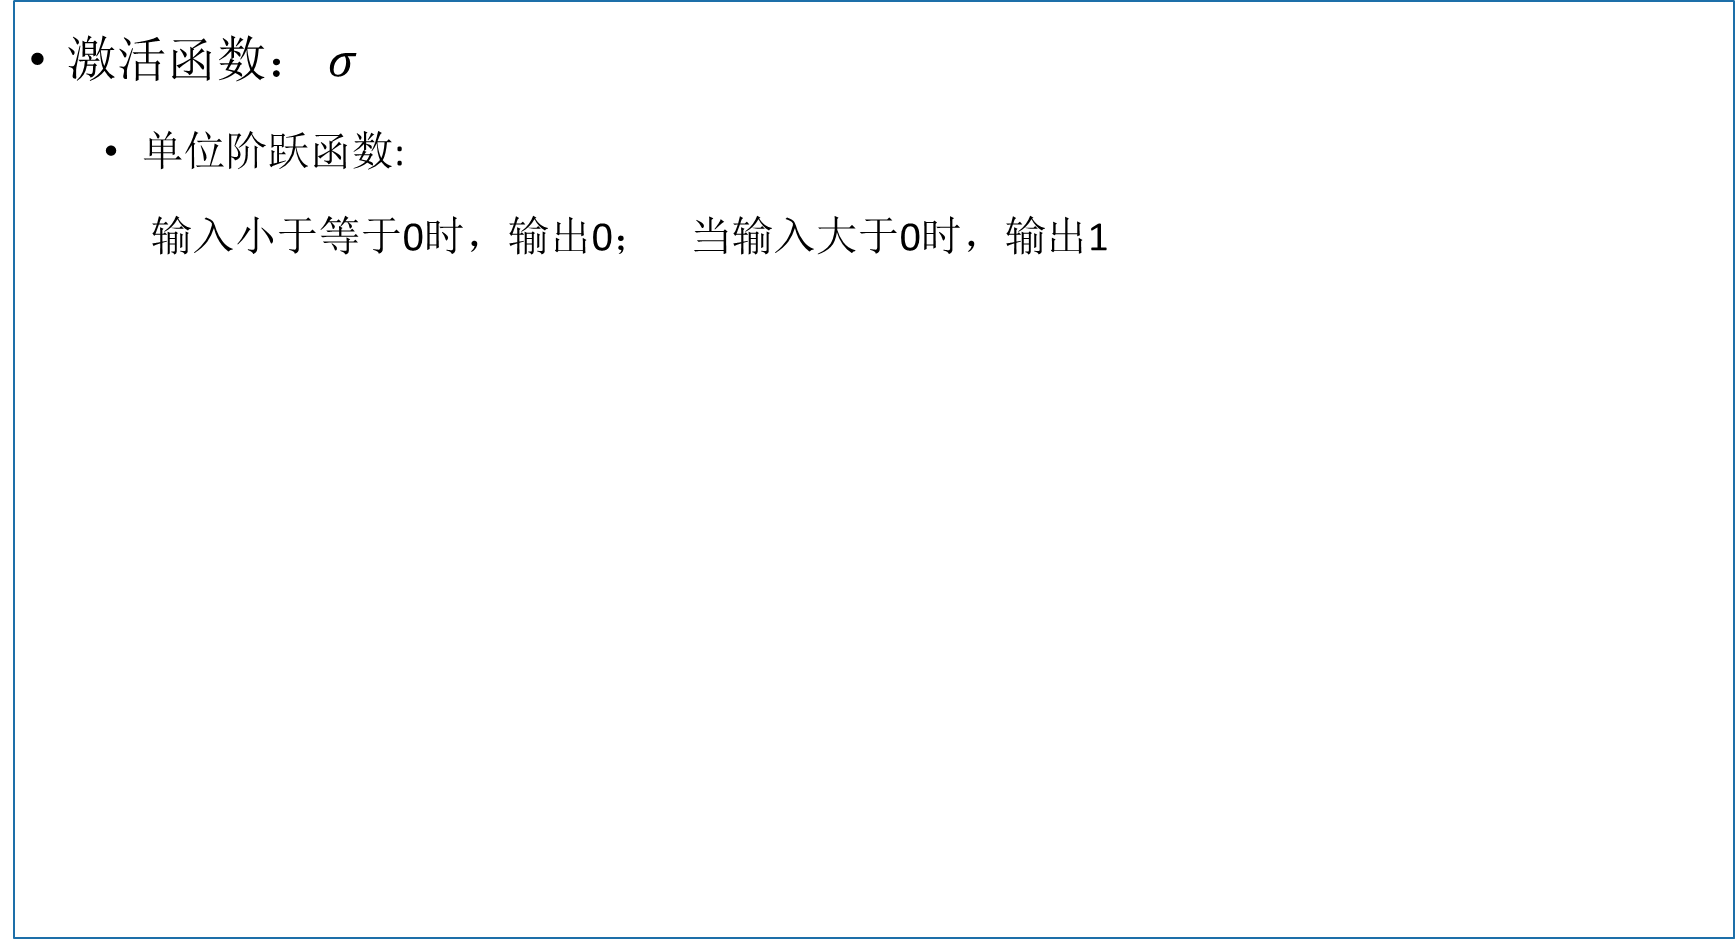 • 激活函数： σ
• 单位阶跃函数:
输入小于等于0时，输出0； 当输入大于0时，输出1